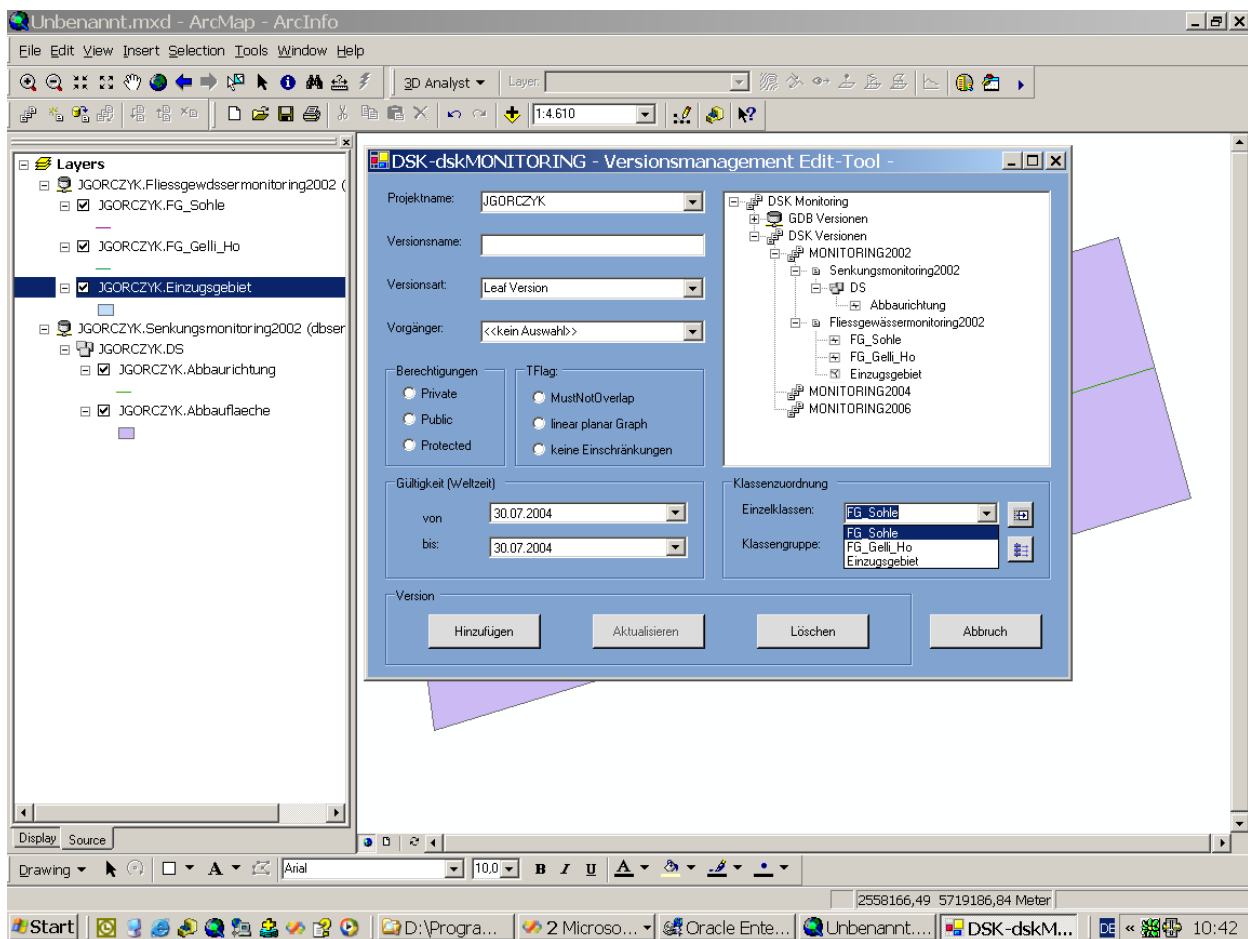 Unbenannt.mxd - ArcMap - ArcInfo
File Edit View Insert Selection Tools Window Help
3D Analyst Layer:
1:4.610
Layers
JGORCZYK.Fliessgewdssermonitoring2002 (
JGORCZYK.FG_Sohle
JGORCZYK.FG_Gelli_Ho
JGORCZYK.Einzugsgebiet
JGORCZYK.Senkungsmonitoring2002 (dbser
JGORCZYK.DS
JGORCZYK.Abbaurichtung
JGORCZYK.Abbauflaeche
Display Source
DSK-dskMONITORING - Versionsmanagement Edit-Tool -
Projektname: JGORCZYK
Versionsname:
Versionsart: Leaf Version
Vorgänger: <<kein Auswahl>>
Berechtigungen
Private
Public
Protected
TFlag:
MustNotOverlap
linear planar Graph
keine Einschränkungen
DSK Monitoring
GDB Versionen
DSK Versionen
MONITORING2002
Senkungsmonitoring2002
DS
Abbaurichtung
Fliessgewässermonitoring2002
FG_Sohle
FG_Gelli_Ho
Einzugsgebiet
MONITORING2004
MONITORING2006
Gültigkeit (Weltzeit)
von 30.07.2004
bis: 30.07.2004
Klassenzuordnung
Einzelklassen: FG_Sohle
FG_Sohle
Klassengruppe: FG_Gelli_Ho
Einzugsgebiet
Version
Hinzufügen Aktualisieren Löschen Abbruch
Drawing A Arial 10,0 B I U A
2558166,49 5719186,84 Meter
Start D:\Progra... 2 Microso... Oracle Ente... Unbenannt.... DSK-dskM... DE « 10:42